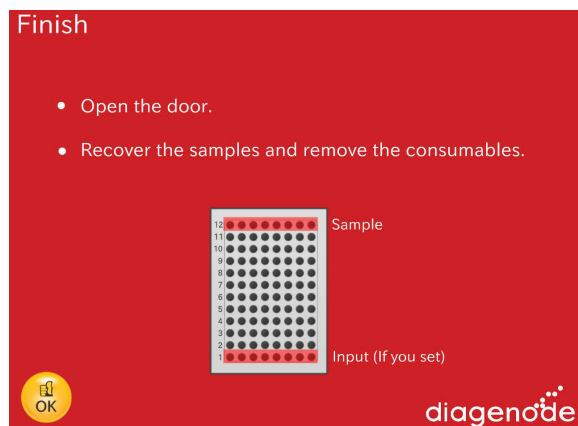 Finish
• Open the door.
• Recover the samples and remove the consumables.
12 Sample
11
10
9
8
7
6
5
4
3
2
1 Input (If you set)
OK
diagenode